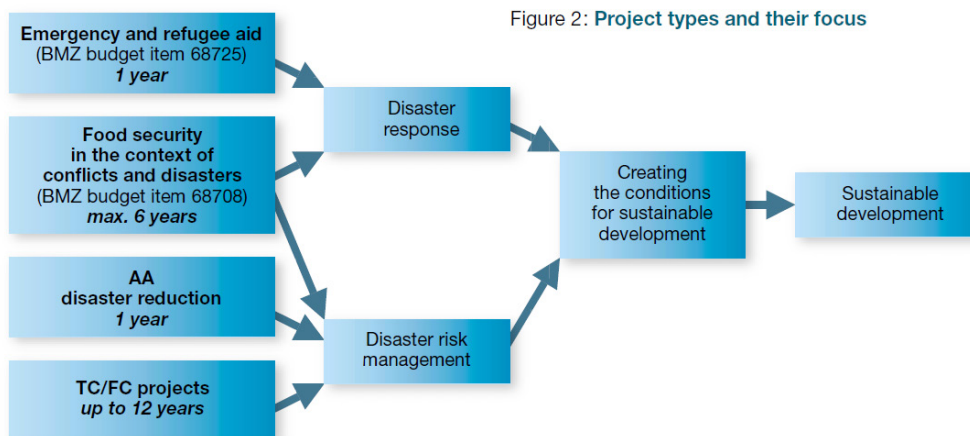 Figure 2: Project types and their focus
Emergency and refugee aid
(BMZ budget item 68725)
1 year
Food security
in the context of
conflicts and disasters
(BMZ budget item 68708)
max. 6 years
AA
disaster reduction
1 year
TC/FC projects
up to 12 years
Disaster
response
Disaster risk
management
Creating
the conditions
for sustainable
development
Sustainable
development